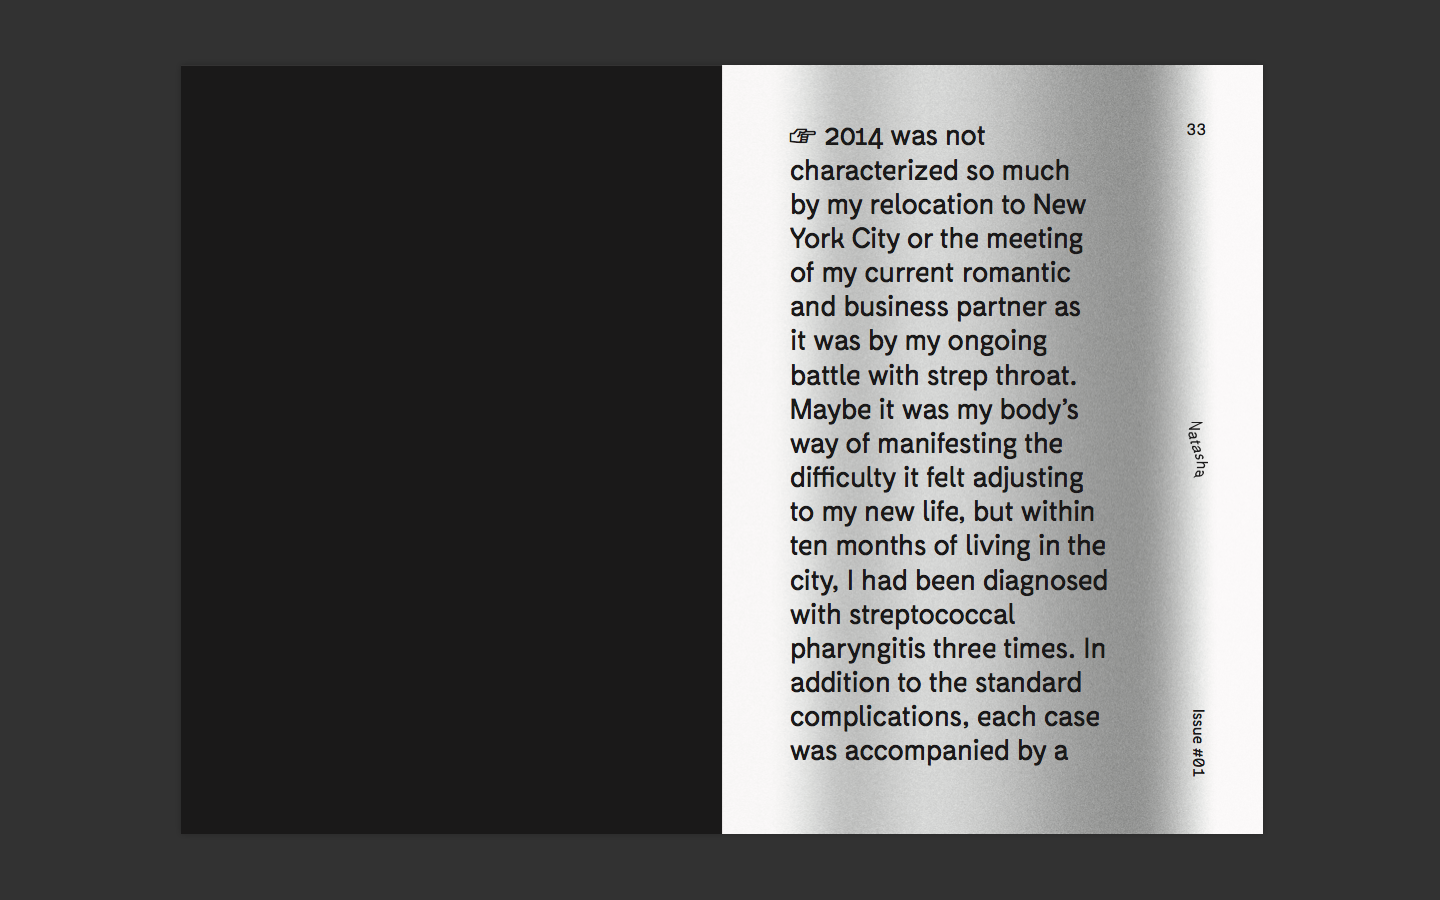 ☞ 2014 was not
characterized so much
by my relocation to New
York City or the meeting
of my current romantic
and business partner as
it was by my ongoing
battle with strep throat.
Maybe it was my body’s
way of manifesting the
difficulty it felt adjusting
to my new life, but within
ten months of living in the
city, I had been diagnosed
with streptococcal
pharyngitis three times. In
addition to the standard
complications, each case
was accompanied by a
33
Natasha
Issue #01